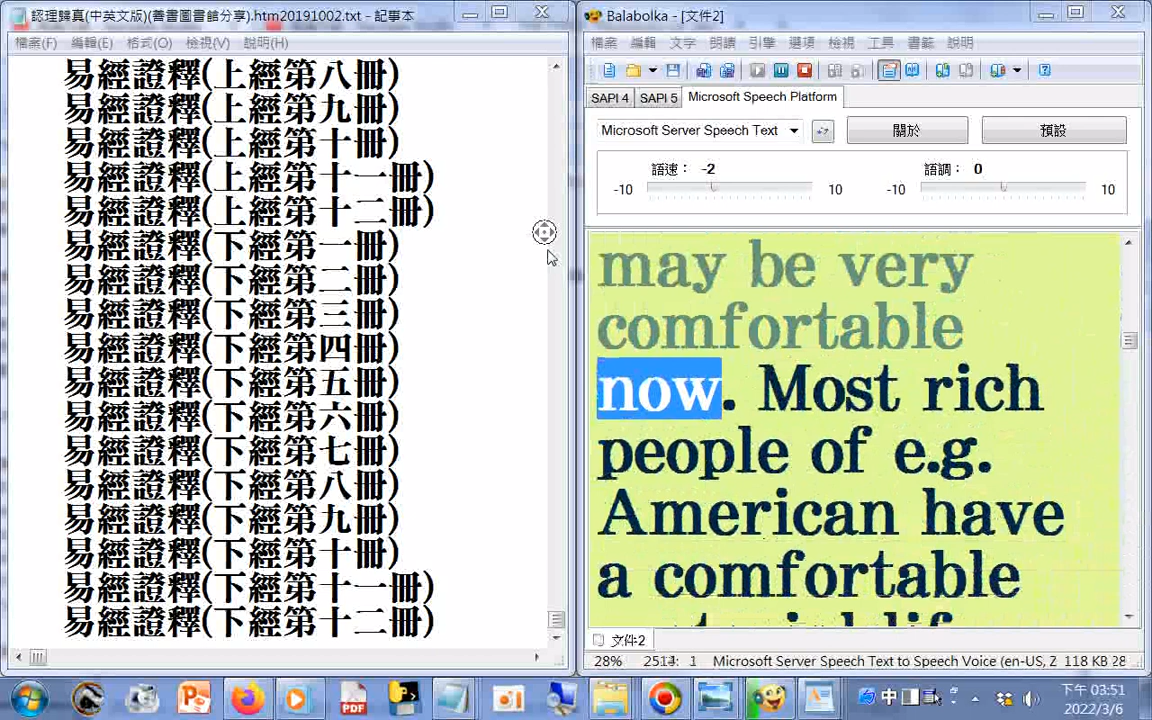 認理歸真(中英文版)(善書圖書館分享).htm20191002.txt - 記事本
檔案(F) 編輯(E) 格式(O) 檢視(V) 說明(H)
易經證釋(上經第八冊)
易經證釋(上經第九冊)
易經證釋(上經第十冊)
易經證釋(上經第十一冊)
易經證釋(上經第十二冊)
易經證釋(下經第一冊)
易經證釋(下經第二冊)
易經證釋(下經第三冊)
易經證釋(下經第四冊)
易經證釋(下經第五冊)
易經證釋(下經第六冊)
易經證釋(下經第七冊)
易經證釋(下經第八冊)
易經證釋(下經第九冊)
易經證釋(下經第十冊)
易經證釋(下經第十一冊)
易經證釋(下經第十二冊)
Balabolka - [文件2]
檔案 編輯 文字 朗讀 引擎 選項 檢視 工具 書籤 說明
SAPI 4 SAPI 5 Microsoft Speech Platform
Microsoft Server Speech Text 關於 預設
語速： -2 語調： 0
-10 10 -10 10
may be very
comfortable
now. Most rich
people of e.g.
American have
a comfortable
文件2
28% 2514: 1 Microsoft Server Speech Text to Speech Voice (en-US, Z 118 KB 28
中 下午 03:51
2022/3/6